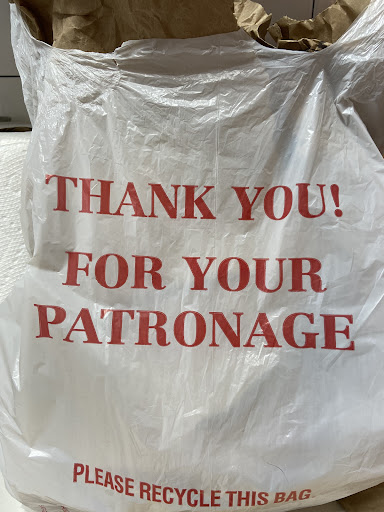 THANK YOU!
FOR YOUR
PATRONAGE
PLEASE RECYCLE THIS BAG